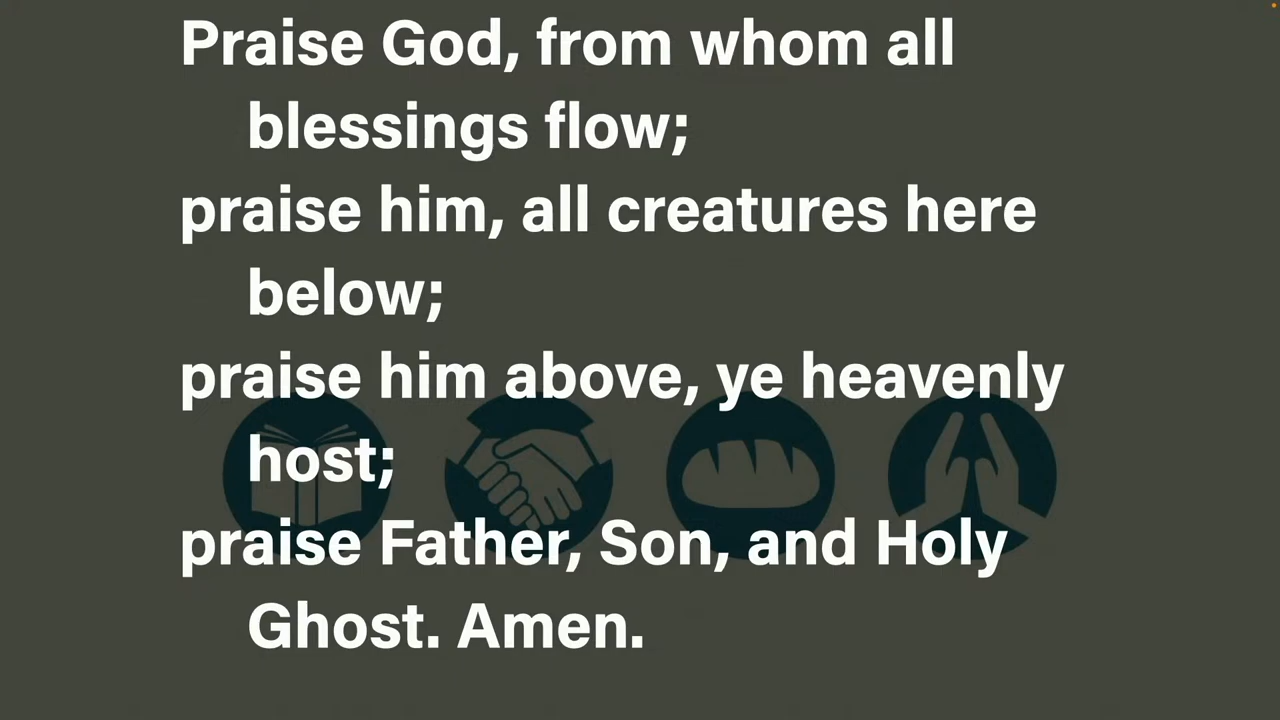 Praise God, from whom all
blessings flow;
praise him, all creatures here
below;
praise him above, ye heavenly
host;
praise Father, Son, and Holy
Ghost. Amen.